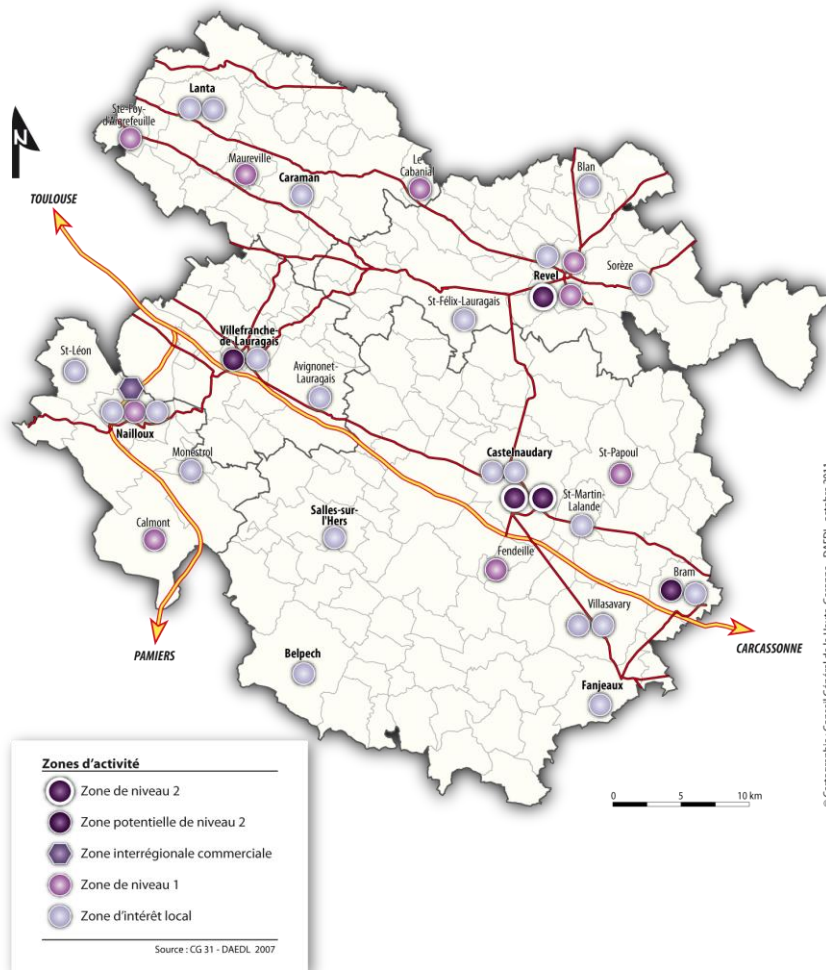 Lanta
Ste-Foy-
d'Aigrefeuille
Maureville
Caraman
Le
Cabanial
Blan
N
TOULOUSE
Revel
Sorèze
St-Félix-Lauragais
Villefranche-
de-Lauragais
St-Léon
Avignonet-
Lauragais
Nailloux
Monestrol
Castelnaudary
St-Papoul
St-Martin-
Lalande
Salles-sur-
l'Hers
Calmont
Fendeille
Bram
Villasavary
PAMIERS
Belpech
CARCASSONNE
Fanjeaux
0 5 10 km
Zones d'activité
Zone de niveau 2
Zone potentielle de niveau 2
Zone interrégionale commerciale
Zone de niveau 1
Zone d'intérêt local
Source : CG 31 - DAEDL 2007